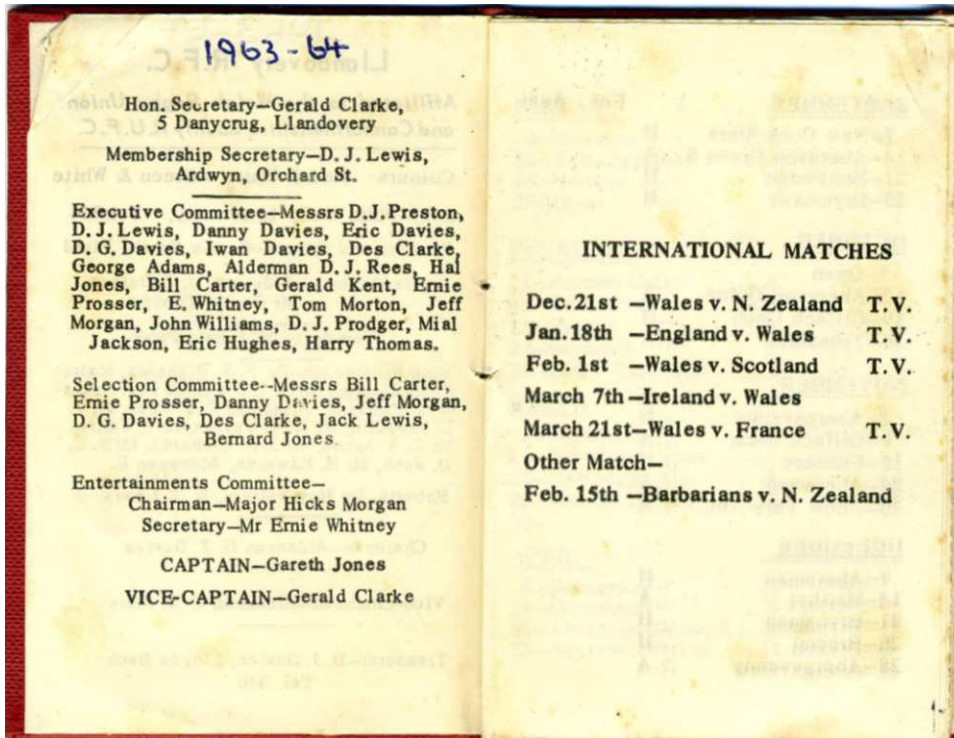 1963-64
Hon. Secretary—Gerald Clarke,
5 Danycrug, Llandovery
Membership Secretary—D. J. Lewis,
Ardwyn, Orchard St.
Executive Committee—Messrs D.J.Preston,
D. J. Lewis, Danny Davies, Eric Davies,
D. G. Davies, Iwan Davies, Des Clarke,
George Adams, Alderman D. J. Rees, Hal
Jones, Bill Carter, Gerald Kent, Ernie
Prosser, E. Whitney, Tom Morton, Jeff
Morgan, John Williams, D. J. Prodger, Mial
Jackson, Eric Hughes, Harry Thomas.
Selection Committee--Messrs Bill Carter,
Ernie Prosser, Danny Davies, Jeff Morgan,
D. G. Davies, Des Clarke, Jack Lewis,
Bernard Jones
Entertainments Committee—
Chairman—Major Hicks Morgan
Secretary—Mr Ernie Whitney
CAPTAIN—Gareth Jones
VICE-CAPTAIN—Gerald Clarke
INTERNATIONAL MATCHES
Dec. 21st —Wales v. N. Zealand T. V.
Jan. 18th —England v. Wales T. V.
Feb. 1st —Wales v. Scotland T. V.
March 7th—Ireland v. Wales
March 21st—Wales v. France T. V.
Other Match—
Feb. 15th —Barbarians v. N. Zealand